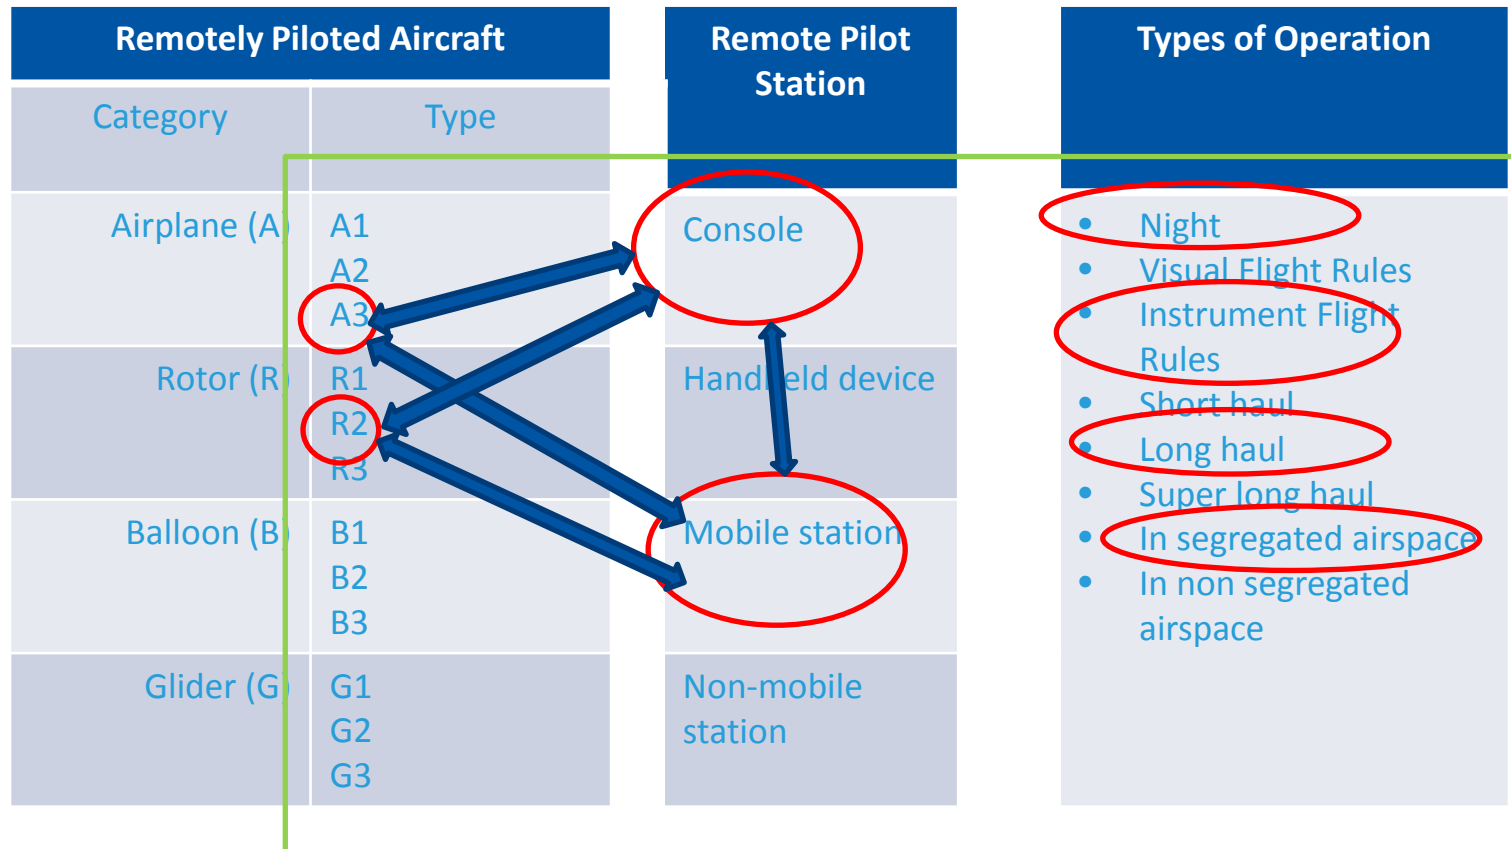 Remotely Piloted Aircraft
Category
Type
Airplane (A)
A1
A2
A3
Rotor (R)
R1
R2
R3
Balloon (B)
B1
B2
B3
Glider (G)
G1
G2
G3
Remote Pilot
Station
Console
Handheld device
Mobile station
Non-mobile
station
Types of Operation
• Night
• Visual Flight Rules
• Instrument Flight
Rules
• Short haul
• Long haul
• Super long haul
• In segregated airspace
• In non segregated
airspace